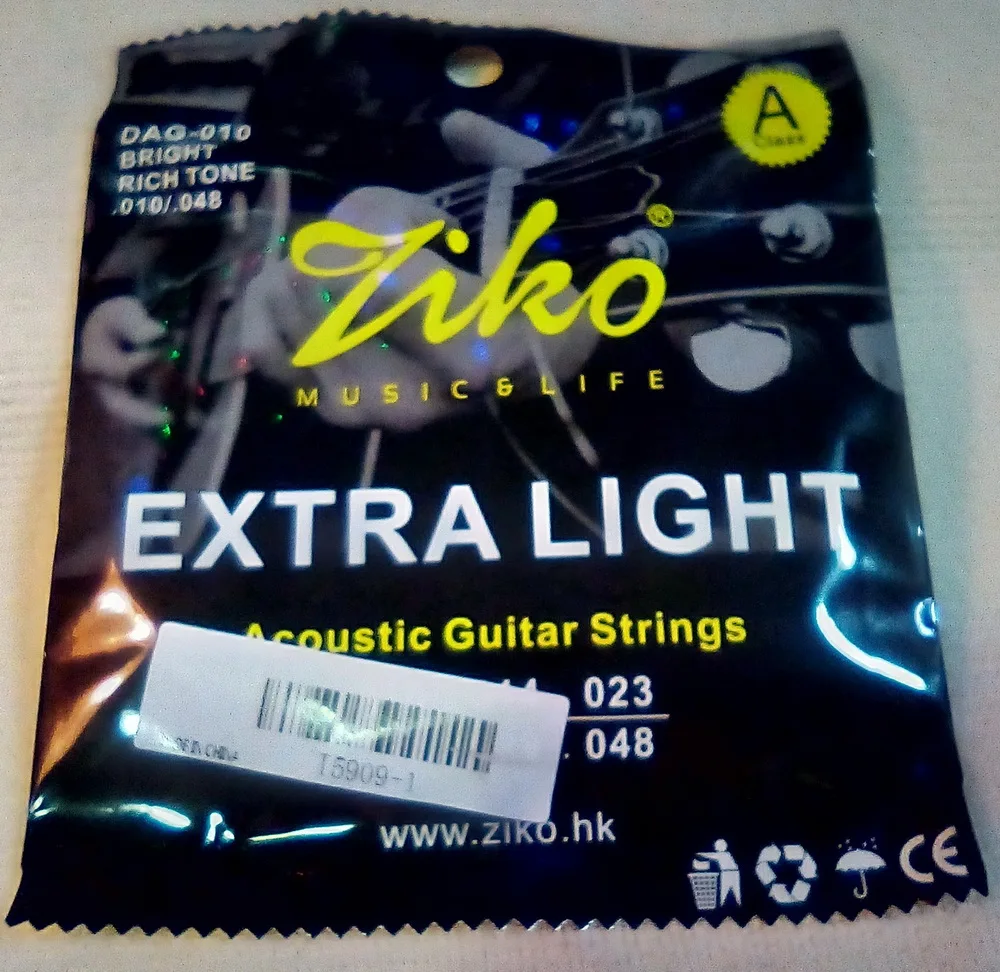 DAG-010
BRIGHT
RICH TONE
.010/.048
A
Class
Ziko®
MUSIC & LIFE
EXTRA LIGHT
Acoustic Guitar Strings
023
. 048
T5909-1
www.ziko.hk
CE